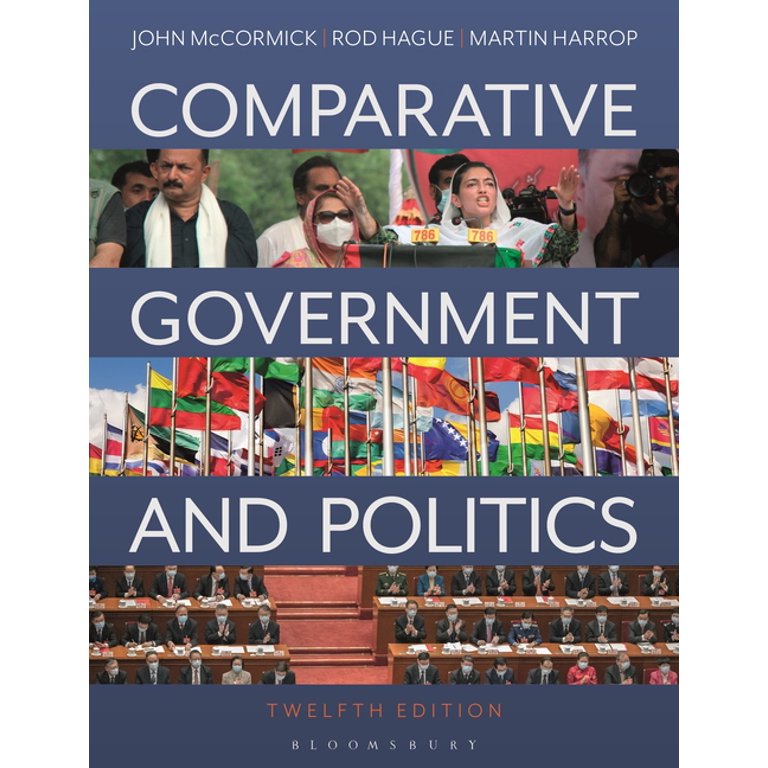 JOHN McCORMICK | ROD HAGUE | MARTIN HARROP
COMPARATIVE
786 786
GOVERNMENT
AND POLITICS
TWELFTH EDITION
BLOOMSBURY